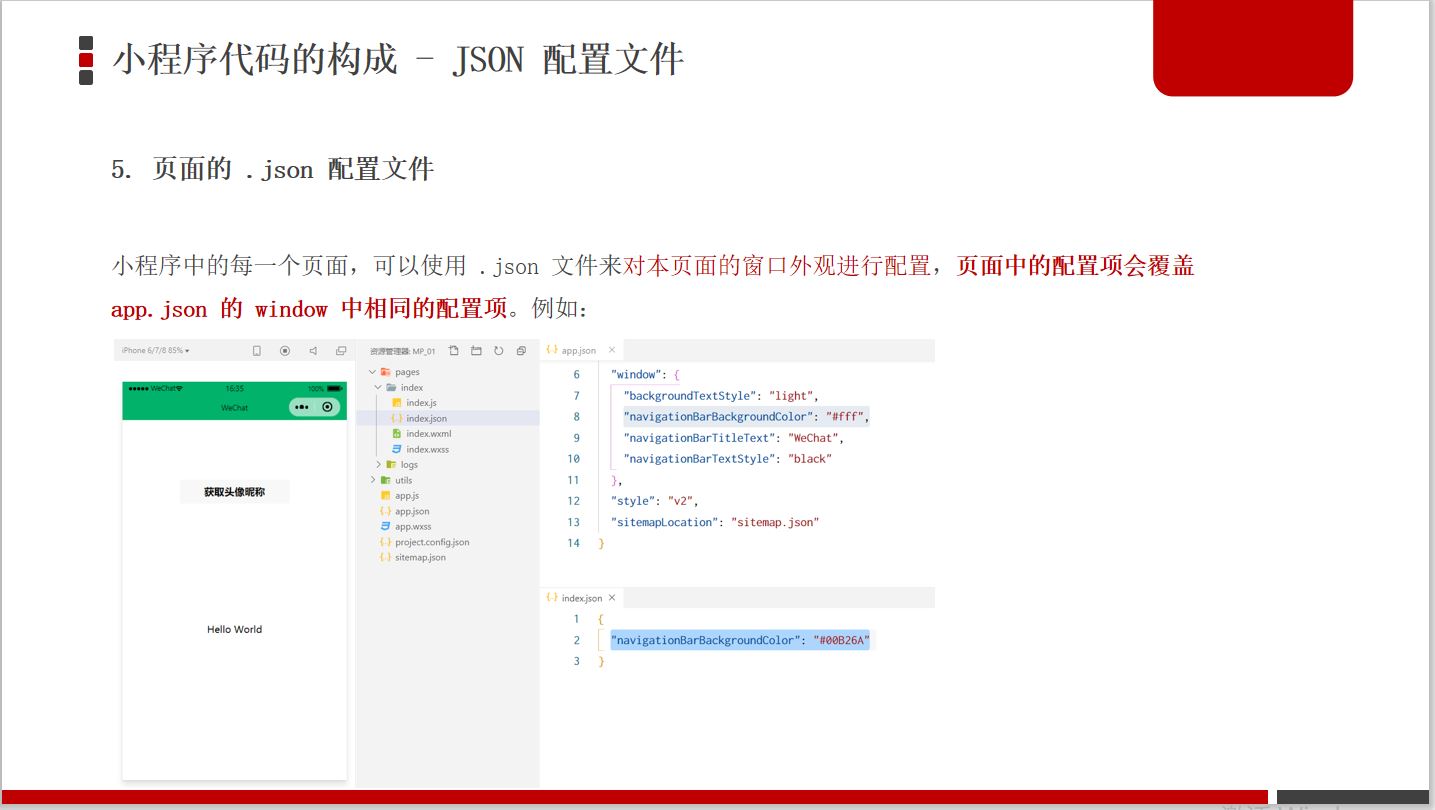 小程序代码的构成 - JSON 配置文件
5. 页面的 .json 配置文件
小程序中的每一个页面，可以使用 .json 文件来对本页面的窗口外观进行配置，页面中的配置项会覆盖
app.json 的 window 中相同的配置项。例如：
iPhone 6/7/8 85%
WeChat
16:35
100%
WeChat
获取头像昵称
Hello World
资源管理器: MP_01
pages
index
index.js
index.json
index.wxml
index.wxss
logs
utils
app.js
app.json
app.wxss
project.config.json
sitemap.json
app.json
6 "window": {
7 "backgroundTextStyle": "light",
8 "navigationBarBackgroundColor": "#fff",
9 "navigationBarTitleText": "WeChat",
10 "navigationBarTextStyle": "black"
11 },
12 "style": "v2",
13 "sitemapLocation": "sitemap.json"
14 }
index.json
1 {
2 "navigationBarBackgroundColor": "#00B26A"
3 }